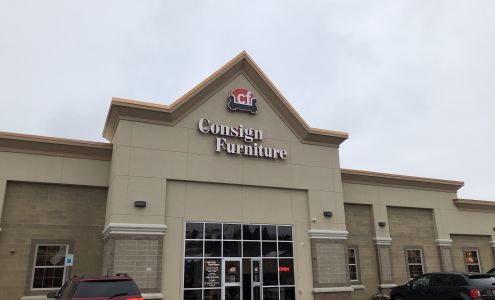 cf
Consign
Furniture
OPEN